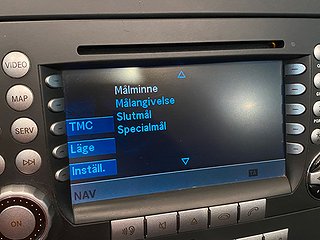 VIDEO
MAP
SERV
ON
Målminne
Målangivelse
Slutmål
Specialmål
TMC
Läge
Inställ.
NAV